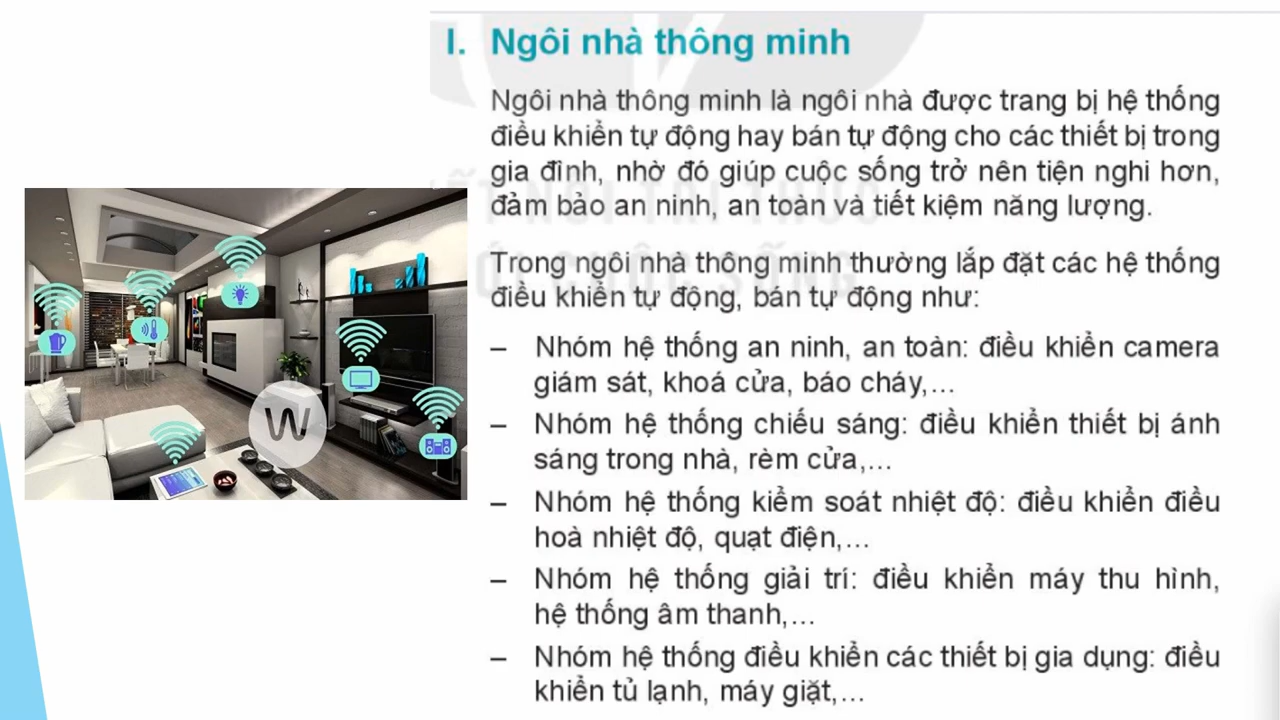 I. Ngôi nhà thông minh
Ngôi nhà thông minh là ngôi nhà được trang bị hệ thống
điều khiển tự động hay bán tự động cho các thiết bị trong
gia đình, nhờ đó giúp cuộc sống trở nên tiện nghi hơn,
đảm bảo an ninh, an toàn và tiết kiệm năng lượng.
Trong ngôi nhà thông minh thường lắp đặt các hệ thống
điều khiển tự động, bán tự động như:
– Nhóm hệ thống an ninh, an toàn: điều khiển camera
giám sát, khoá cửa, báo cháy,...
– Nhóm hệ thống chiếu sáng: điều khiển thiết bị ánh
sáng trong nhà, rèm cửa,...
– Nhóm hệ thống kiểm soát nhiệt độ: điều khiển điều
hoà nhiệt độ, quạt điện,...
– Nhóm hệ thống giải trí: điều khiển máy thu hình,
hệ thống âm thanh,...
– Nhóm hệ thống điều khiển các thiết bị gia dụng: điều
khiển tủ lạnh, máy giặt,...
W